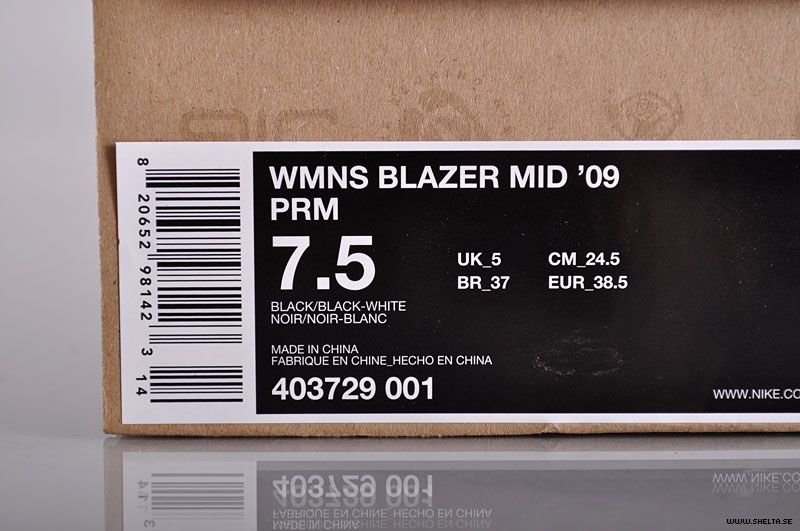 WMNS BLAZER MID ’09
PRM
7.5
UK_5 CM_24.5
BR_37 EUR_38.5
BLACK/BLACK-WHITE
NOIR/NOIR-BLANC
MADE IN CHINA
FABRIQUE EN CHINE_HECHO EN CHINA
403729 001
WWW.NIKE.CO
8 20652 98142 3 14
WWW.SHELTA.SE